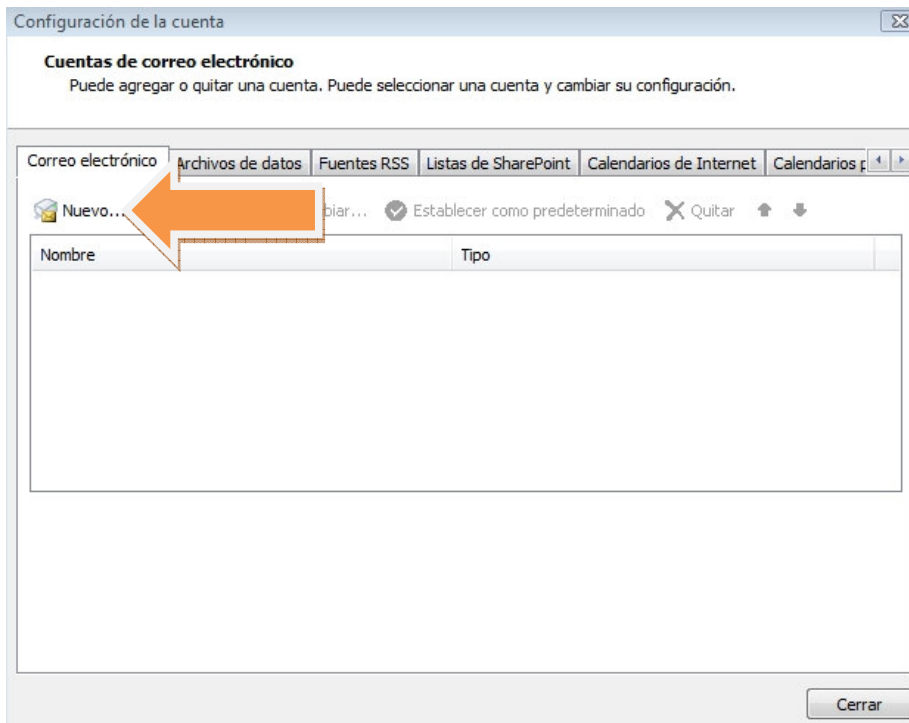 Configuración de la cuenta
Cuentas de correo electrónico
Puede agregar o quitar una cuenta. Puede seleccionar una cuenta y cambiar su configuración.
Correo electrónico Archivos de datos Fuentes RSS Listas de SharePoint Calendarios de Internet Calendarios p
Nuevo... biar... Establecer como predeterminado Quitar
Nombre Tipo
Cerrar